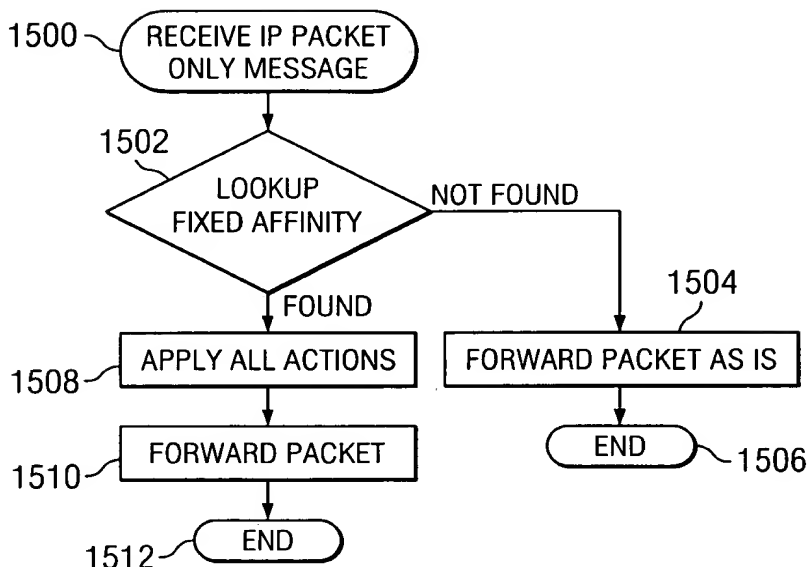 1500
RECEIVE IP PACKET
ONLY MESSAGE
1502
LOOKUP
FIXED AFFINITY
NOT FOUND
FOUND
1504
APPLY ALL ACTIONS
1508
FORWARD PACKET AS IS
FORWARD PACKET
1510
END
1506
END
1512